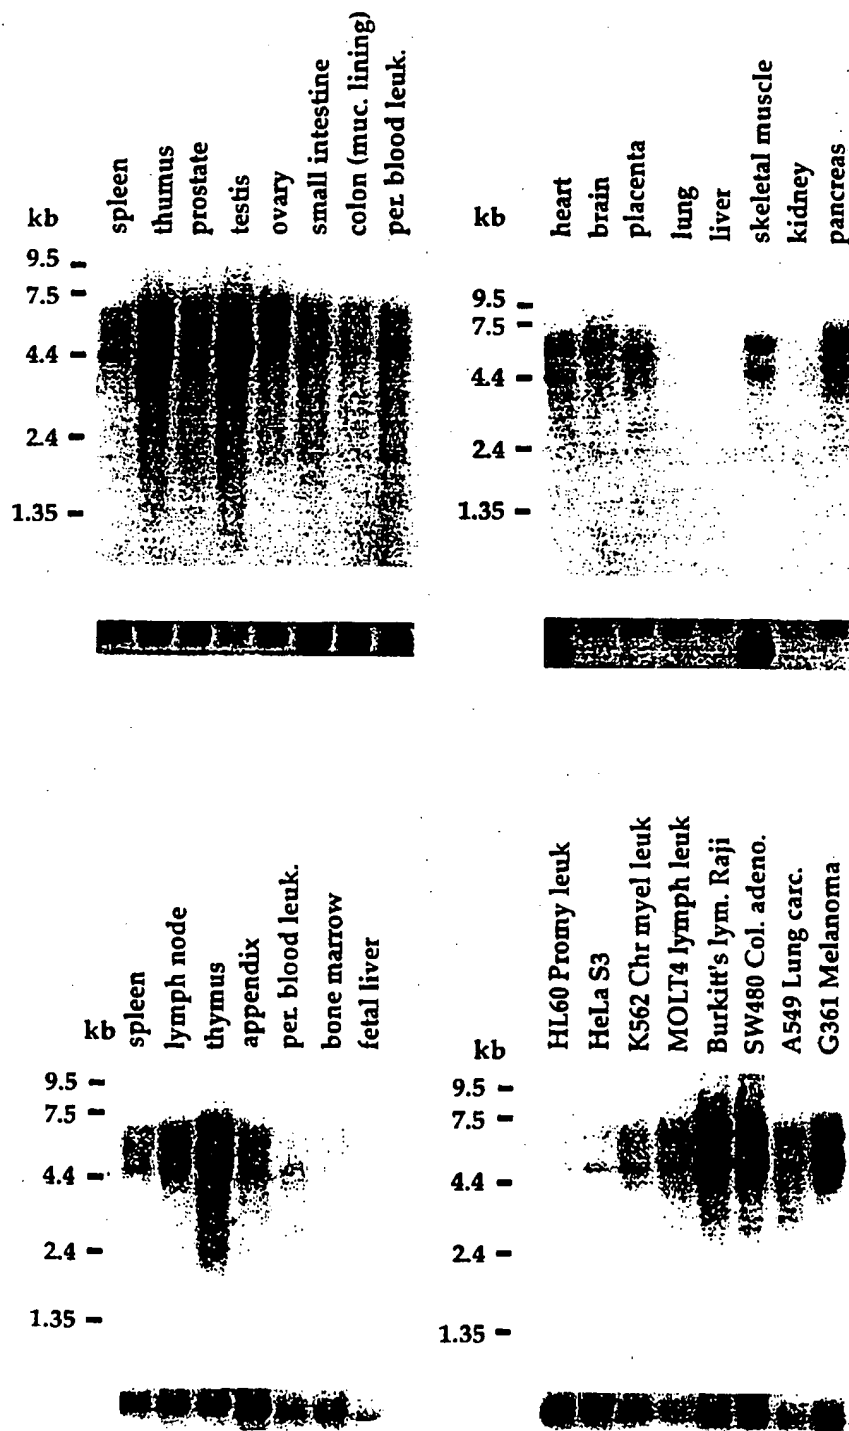 kb
spleen
thumus
prostate
testis
ovary
small intestine
colon (muc. lining)
per. blood leuk.
9.5
7.5
4.4
2.4
1.35
kb
heart
brain
placenta
lung
liver
skeletal muscle
kidney
pancreas
9.5
7.5
4.4
2.4
1.35
kb
spleen
lymph node
thymus
appendix
per. blood leuk.
bone marrow
fetal liver
9.5
7.5
4.4
2.4
1.35
kb
HL60 Promy leuk
HeLa S3
K562 Chr myel leuk
MOLT4 lymph leuk
Burkitt's lym. Raji
SW480 Col. adeno.
A549 Lung carc.
G361 Melanoma
9.5
7.5
4.4
2.4
1.35